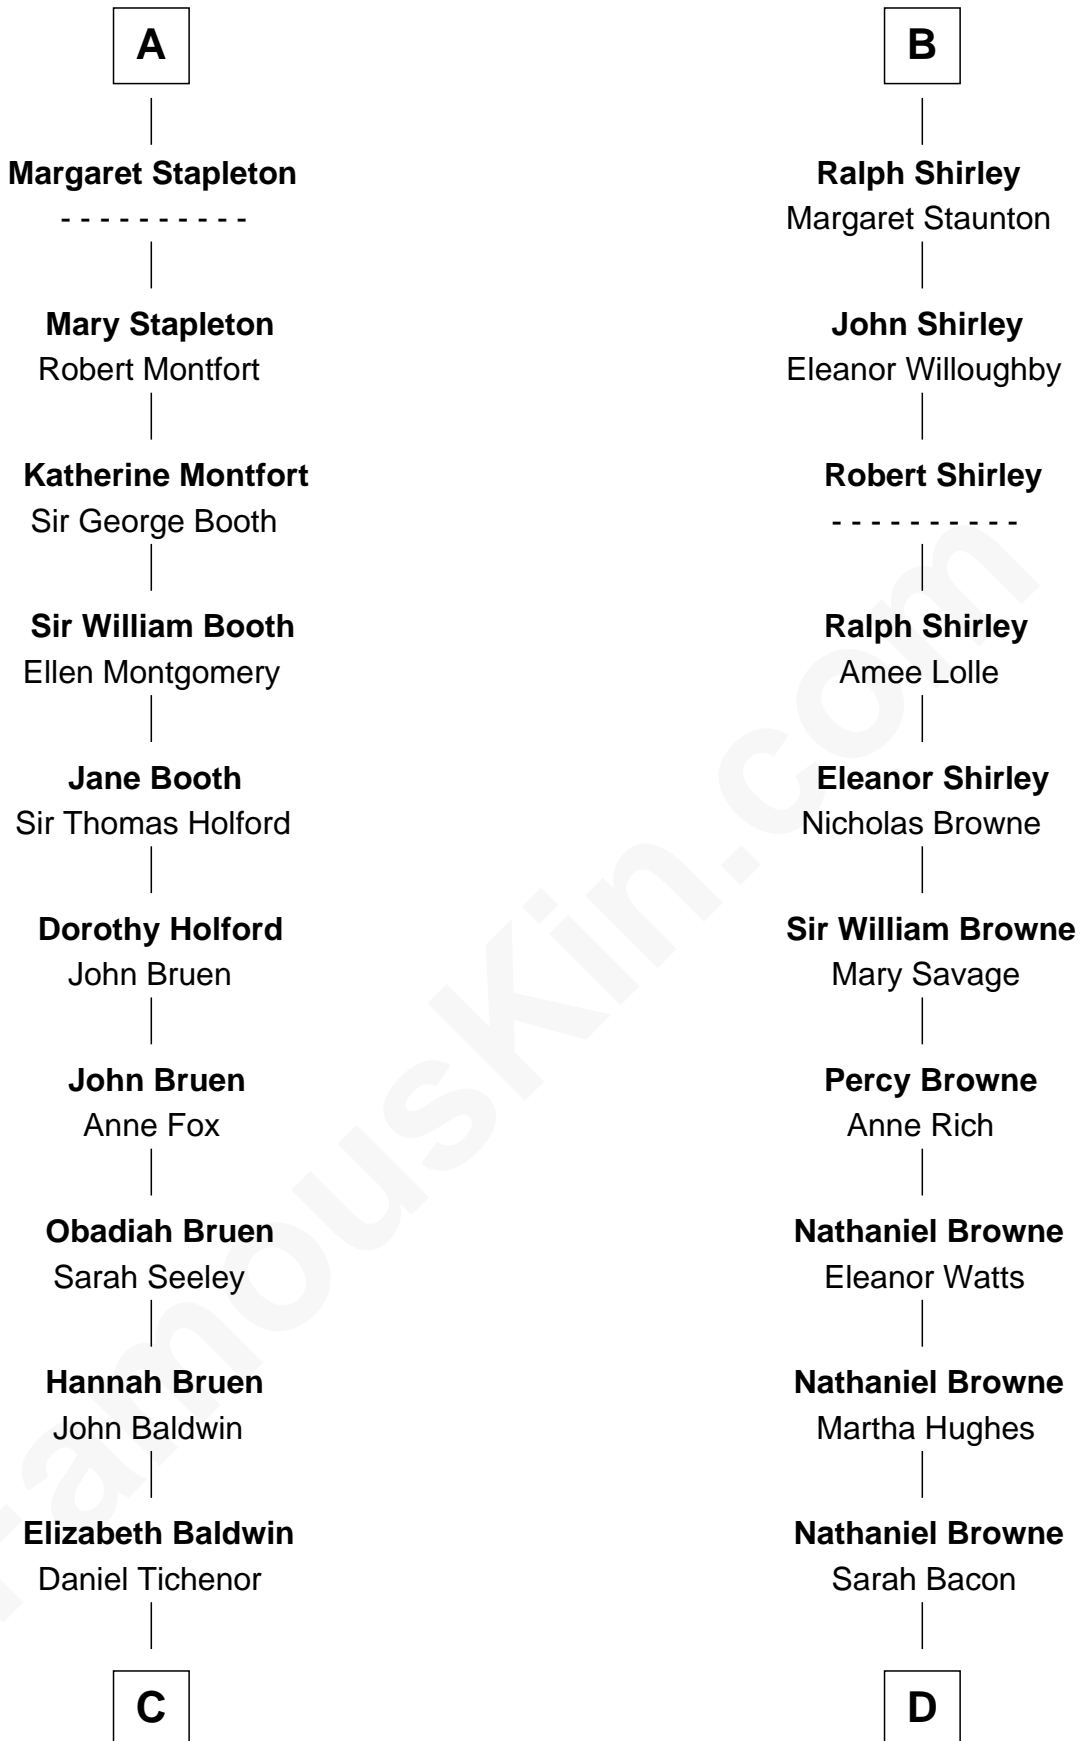 A
Margaret Stapleton
- - - - - - - - - -
Mary Stapleton
Robert Montfort
Katherine Montfort
Sir George Booth
Sir William Booth
Ellen Montgomery
Jane Booth
Sir Thomas Holford
Dorothy Holford
John Bruen
John Bruen
Anne Fox
Obadiah Bruen
Sarah Seeley
Hannah Bruen
John Baldwin
Elizabeth Baldwin
Daniel Tichenor
C
B
Ralph Shirley
Margaret Staunton
John Shirley
Eleanor Willoughby
Robert Shirley
- - - - - - - - - -
Ralph Shirley
Amee Lolle
Eleanor Shirley
Nicholas Browne
Sir William Browne
Mary Savage
Percy Browne
Anne Rich
Nathaniel Browne
Eleanor Watts
Nathaniel Browne
Martha Hughes
Nathaniel Browne
Sarah Bacon
D
FamousKin.com